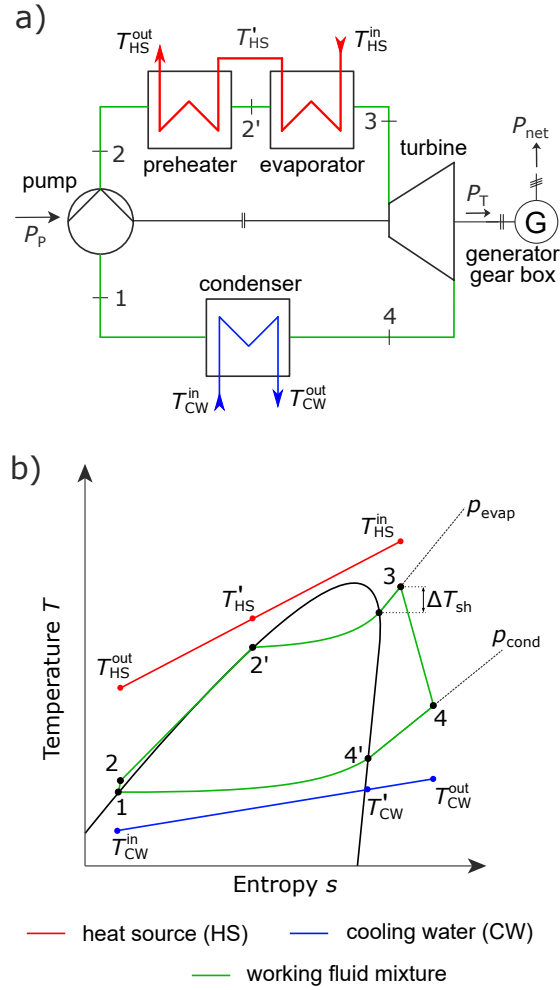 a)
T_HS^out
T'_HS
T_HS^in
2'
3
P_net
2
preheater
evaporator
turbine
pump
P_T
P_P
G
generator
gear box
1
condenser
4
T_CW^in
T_CW^out
b)
p_evap
T_HS^in
3
T'_HS
ΔT_sh
T_HS^out
2'
p_cond
4
2
4'
1
T_CW^in
T'_CW
T_CW^out
Temperature T
Entropy s
heat source (HS)
cooling water (CW)
working fluid mixture